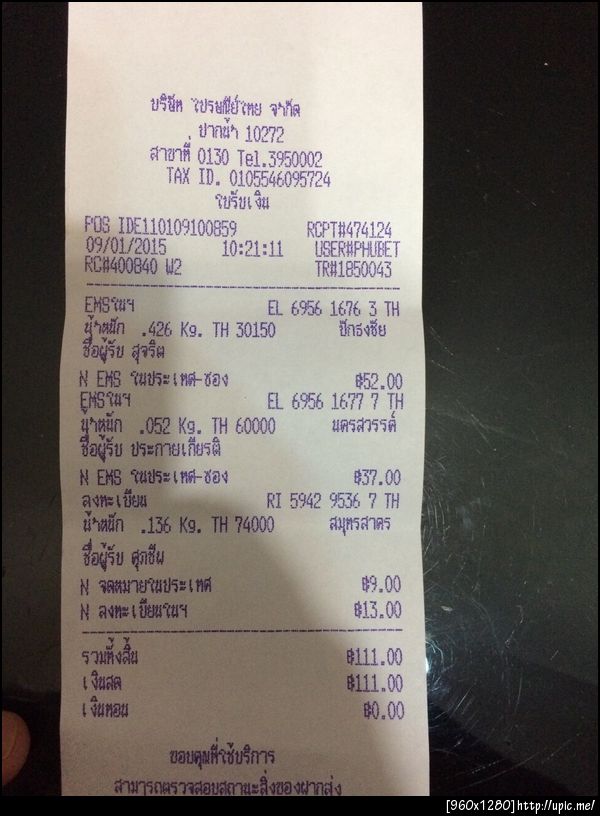 บริษัท ไปรษณีย์ไทย จำกัด
ปากน้ำ 10272
สาขาที่ 0130 Tel.3950002
TAX ID. 0105546095724
ใบรับเงิน
POS IDE110109100859 RCPT#474124
09/01/2015 10:21:11 USER#PHUBET
RC#400840 W2 TR#1850043
EMSในฯ EL 6956 1676 3 TH
น้ำหนัก .426 Kg. TH 30150 ปักธงชัย
ชื่อผู้รับ สุจริต
N EMS ในประเทศ-ซอง ฿52.00
EMSในฯ EL 6956 1677 7 TH
น้ำหนัก .052 Kg. TH 60000 นครสวรรค์
ชื่อผู้รับ ประกายเกียรติ
N EMS ในประเทศ-ซอง ฿37.00
ลงทะเบียน RI 5942 9536 7 TH
น้ำหนัก .136 Kg. TH 74000 สมุทรสาคร
ชื่อผู้รับ ศุภชีพ
N จดหมายในประเทศ ฿9.00
N ลงทะเบียนในฯ ฿13.00
รวมทั้งสิ้น ฿111.00
เงินสด ฿111.00
เงินทอน ฿0.00
ขอบคุณที่ใช้บริการ
สามารถตรวจสอบสถานะสิ่งของฝากส่ง
[960x1280]http://upic.me/